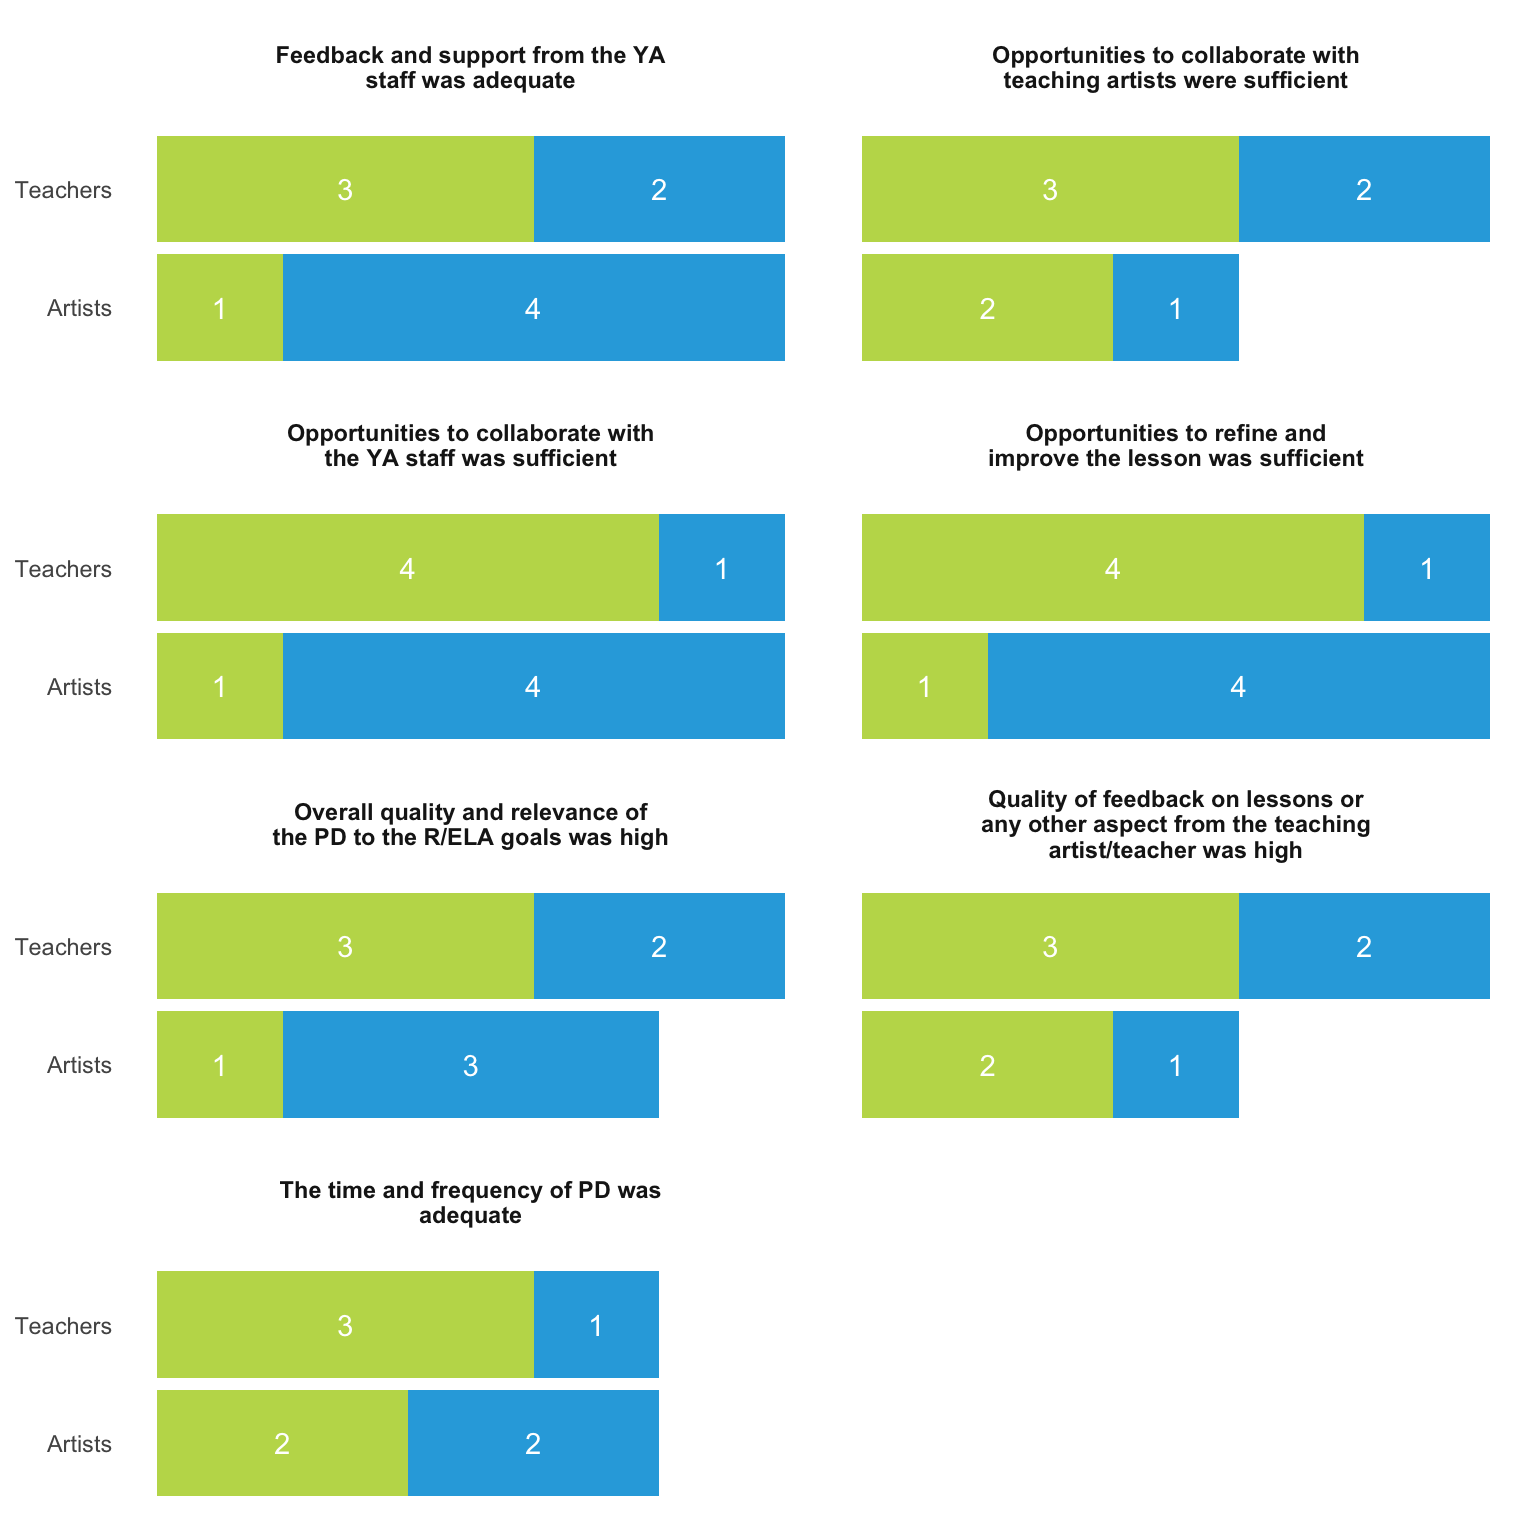 Feedback and support from the YA
staff was adequate
Teachers
3
2
Artists
1
4
Opportunities to collaborate with
teaching artists were sufficient
3
2
2
1
Opportunities to collaborate with
the YA staff was sufficient
Teachers
4
1
Artists
1
4
Opportunities to refine and
improve the lesson was sufficient
4
1
1
4
Overall quality and relevance of
the PD to the R/ELA goals was high
Teachers
3
2
Artists
1
3
Quality of feedback on lessons or
any other aspect from the teaching
artist/teacher was high
3
2
2
1
The time and frequency of PD was
adequate
Teachers
3
1
Artists
2
2